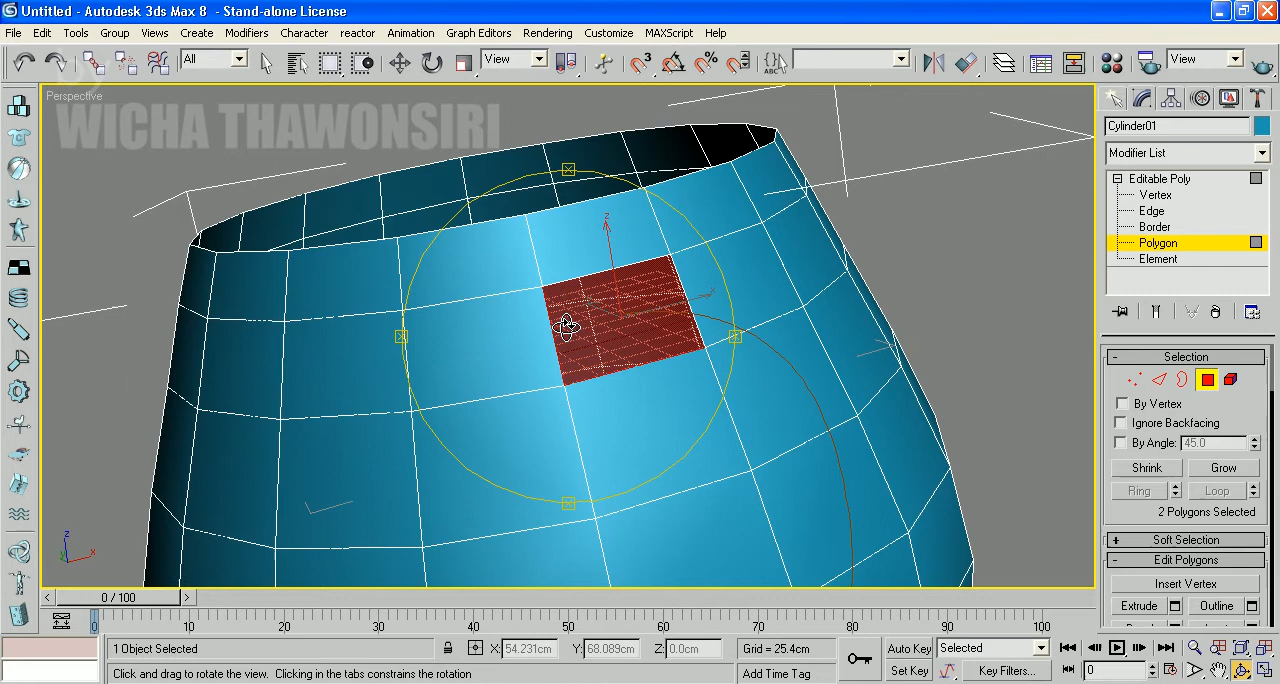 Untitled - Autodesk 3ds Max 8 - Stand-alone License
File Edit Tools Group Views Create Modifiers Character reactor Animation Graph Editors Rendering Customize MAXScript Help
All View View
Perspective
by
WICHA THAWONSIRI
Cylinder01
Modifier List
Editable Poly
Vertex
Edge
Border
Polygon
Element
- Selection
By Vertex
Ignore Backfacing
By Angle: 45.0
Shrink Grow
Ring Loop
2 Polygons Selected
+ Soft Selection
- Edit Polygons
Insert Vertex
Extrude Outline
z
x
z
x
y
< 0 / 100 >
0 10 20 30 40 50 60 70 80 90 100
1 Object Selected X: 54.231cm Y: 68.089cm Z: 0.0cm Grid = 25.4cm Auto Key Selected
Click and drag to rotate the view. Clicking in the tabs constrains the rotation Add Time Tag Set Key Key Filters... 0